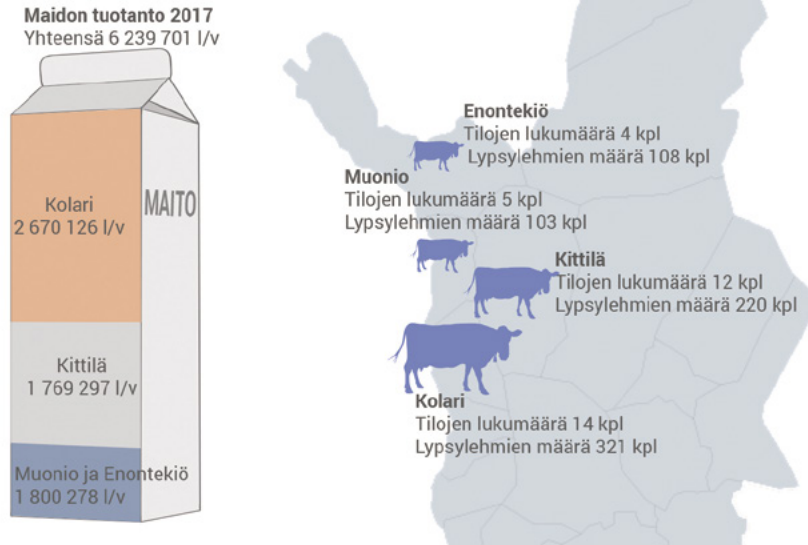 Maidon tuotanto 2017
Yhteensä 6 239 701 l/v
Kolari
2 670 126 l/v
MAITO
Kittilä
1 769 297 l/v
Muonio ja Enontekiö
1 800 278 l/v
Enontekiö
Tilojen lukumäärä 4 kpl
Lypsylehmien määrä 108 kpl
Muonio
Tilojen lukumäärä 5 kpl
Lypsylehmien määrä 103 kpl
Kittilä
Tilojen lukumäärä 12 kpl
Lypsylehmien määrä 220 kpl
Kolari
Tilojen lukumäärä 14 kpl
Lypsylehmien määrä 321 kpl